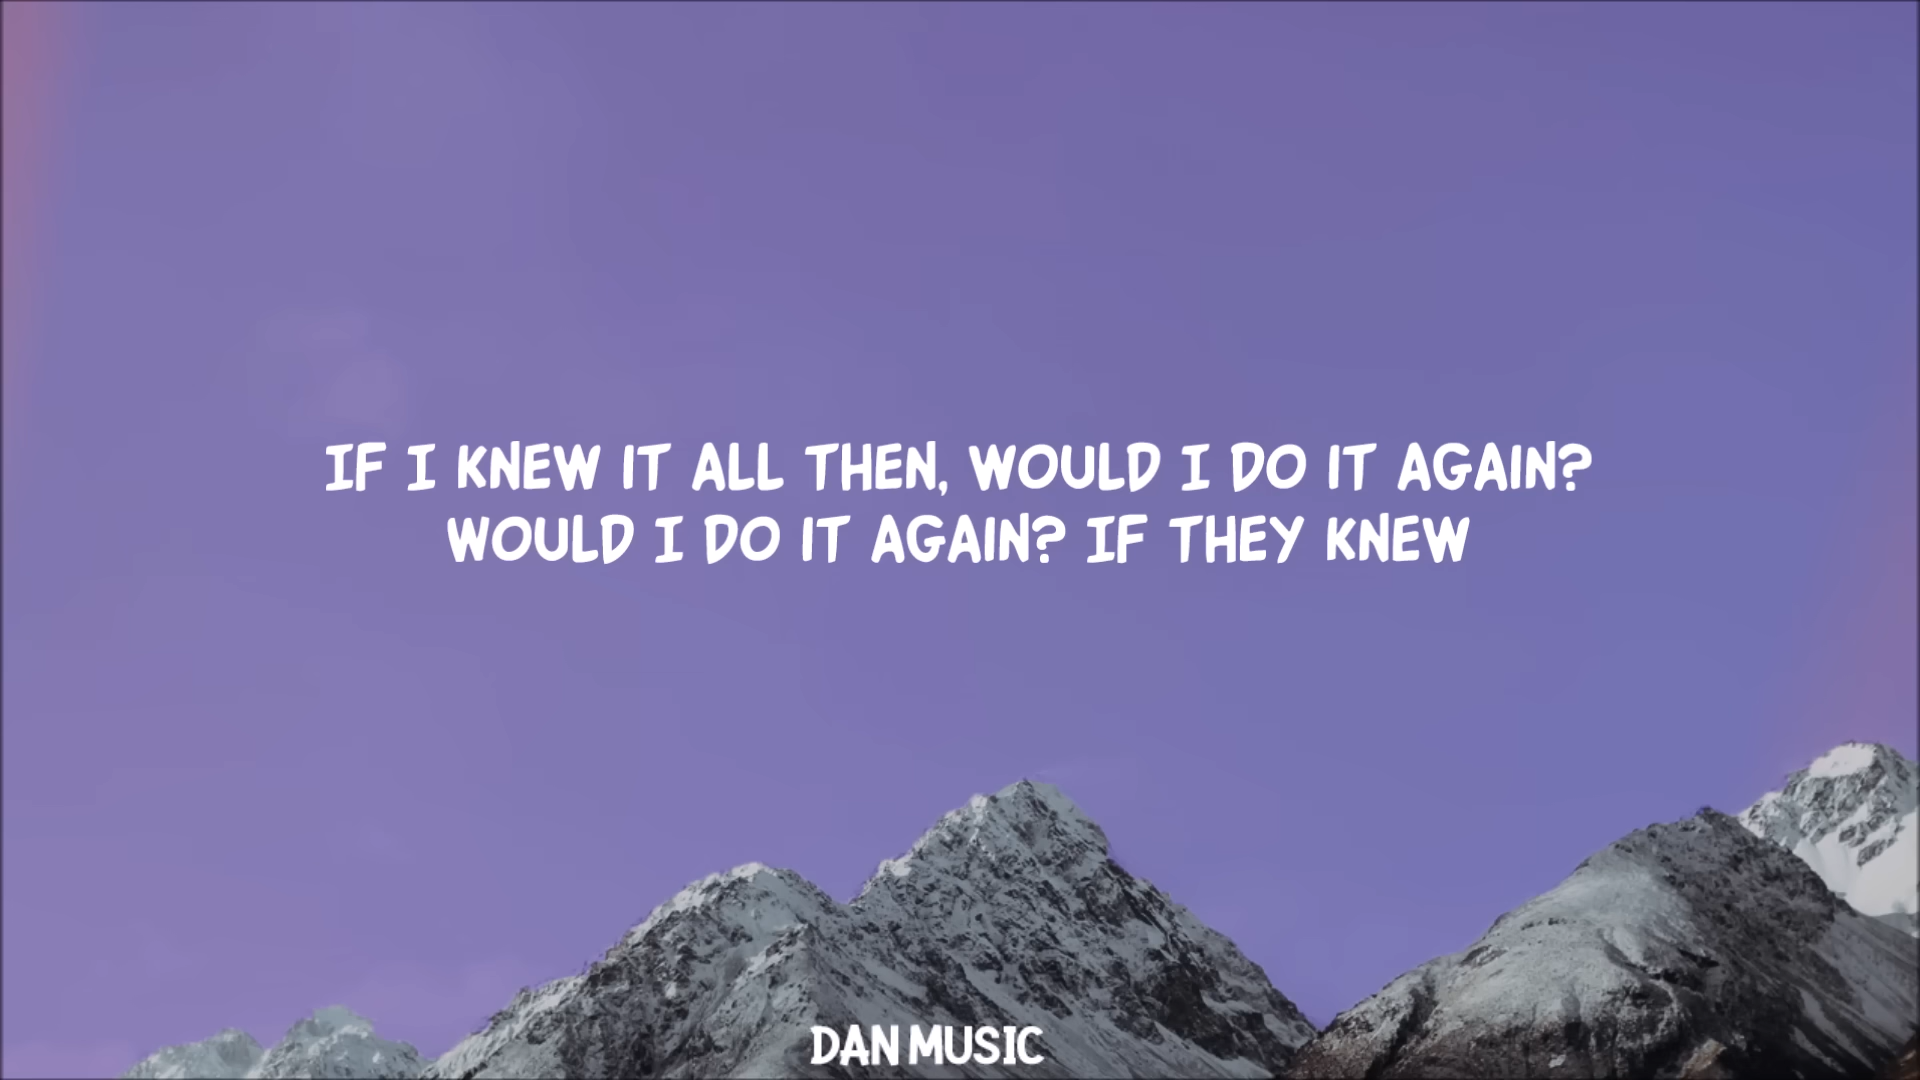 IF I KNEW IT ALL THEN, WOULD I DO IT AGAIN?
WOULD I DO IT AGAIN? IF THEY KNEW
DAN MUSIC